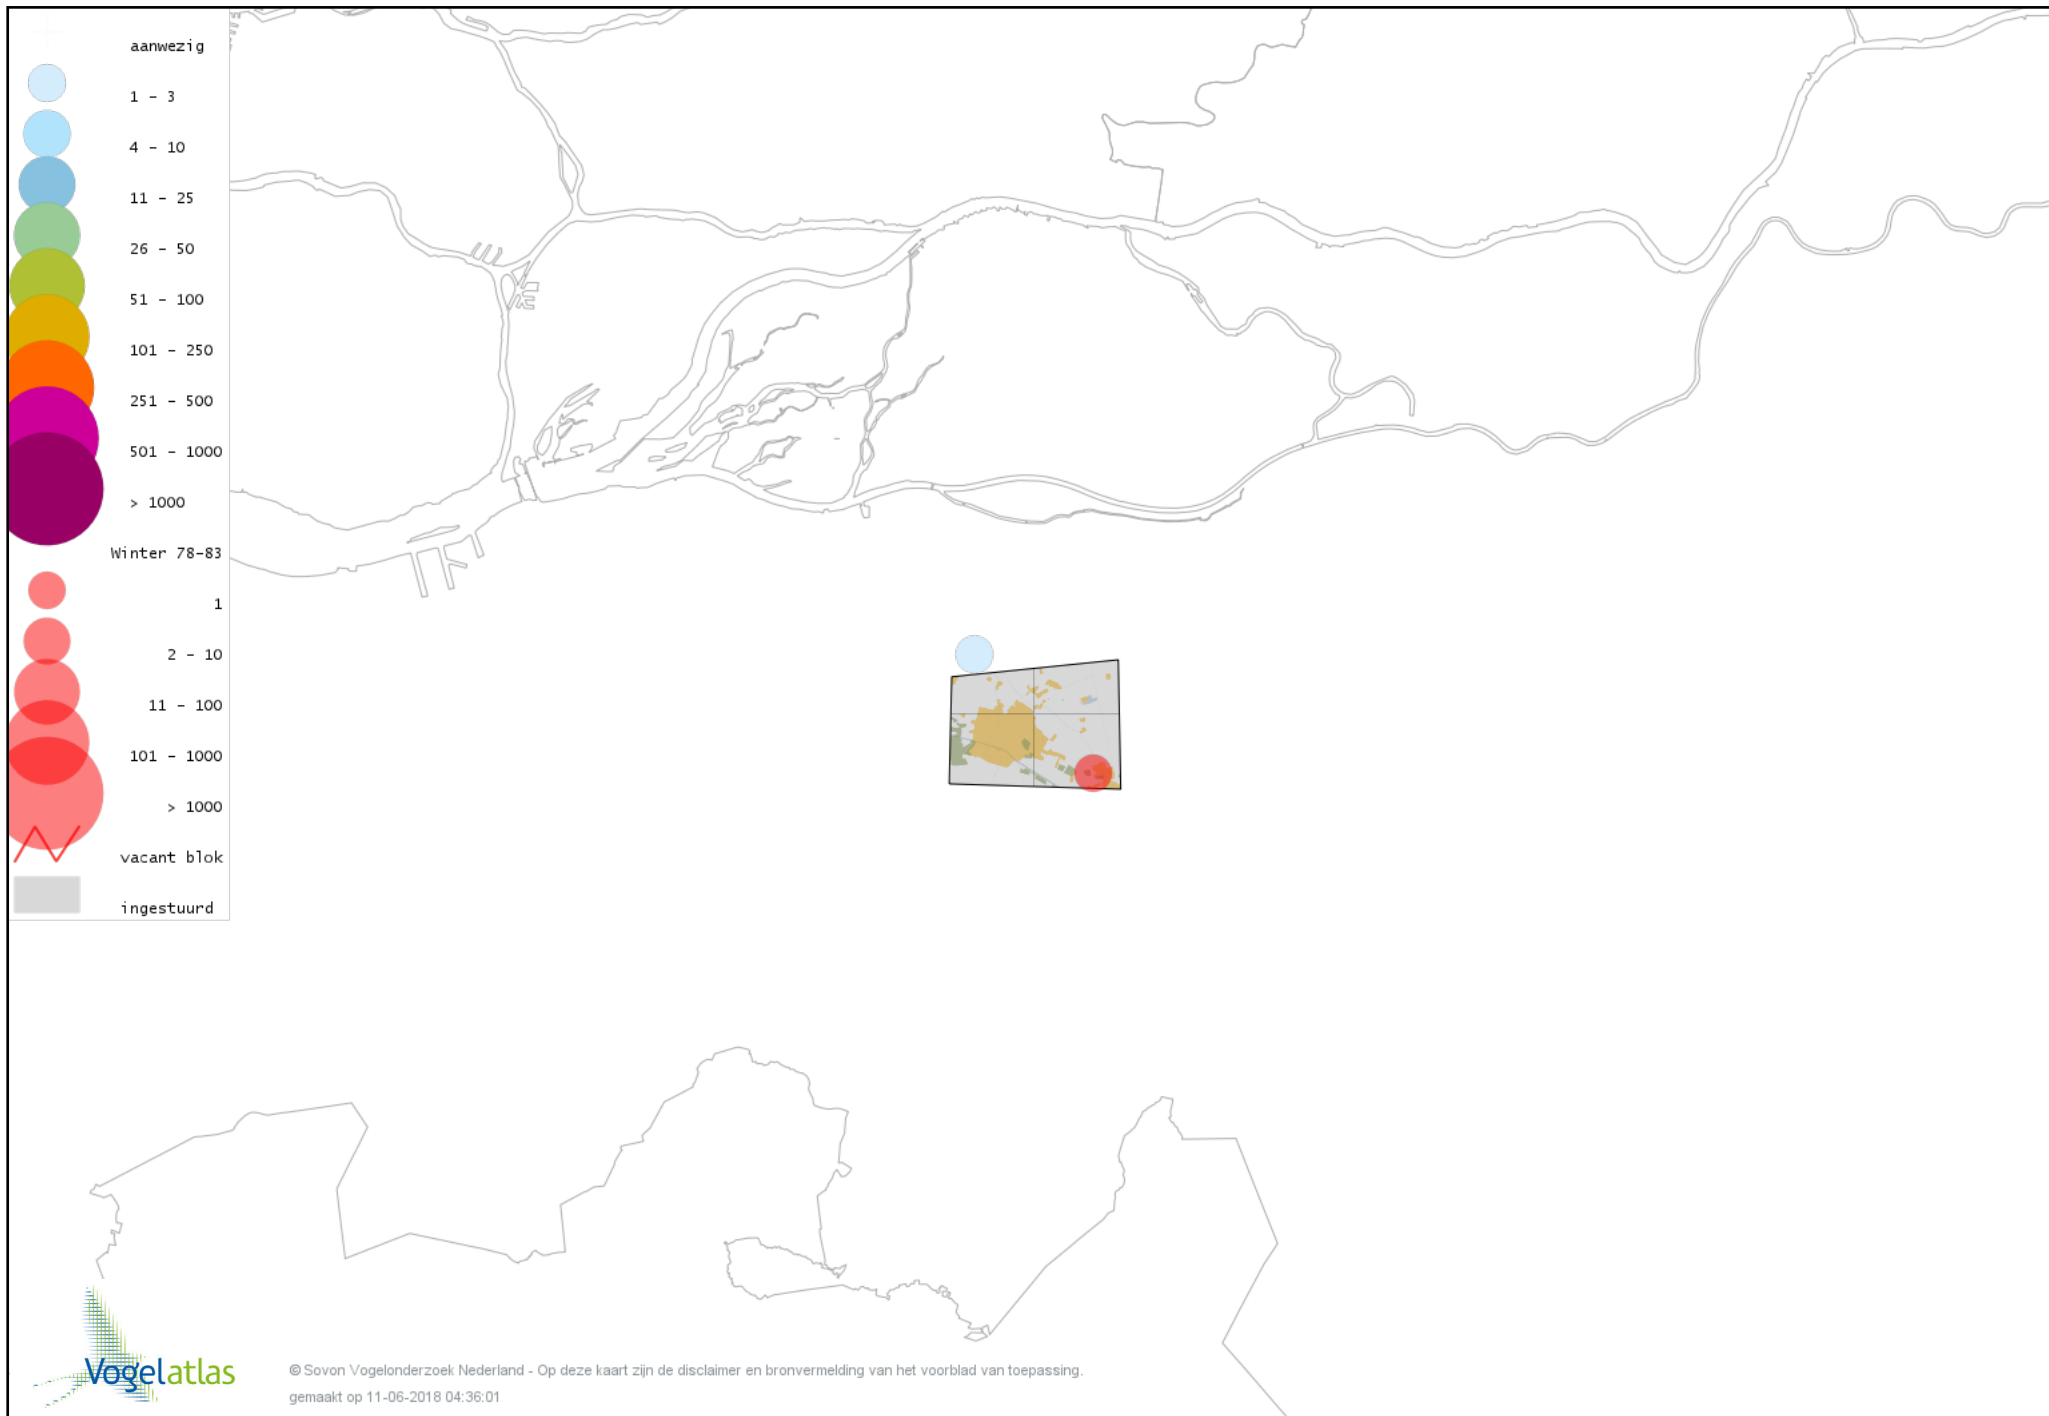 aanwezig
1 - 3
4 - 10
11 - 25
26 - 50
51 - 100
101 - 250
251 - 500
501 - 1000
> 1000
Winter 78-83
1
2 - 10
11 - 100
101 - 1000
> 1000
vacant blok
ingestuurd
Vogelatlas
© Sovon Vogelonderzoek Nederland - Op deze kaart zijn de disclaimer en bronvermelding van het voorblad van toepassing.
gemaakt op 11-06-2018 04:36:01